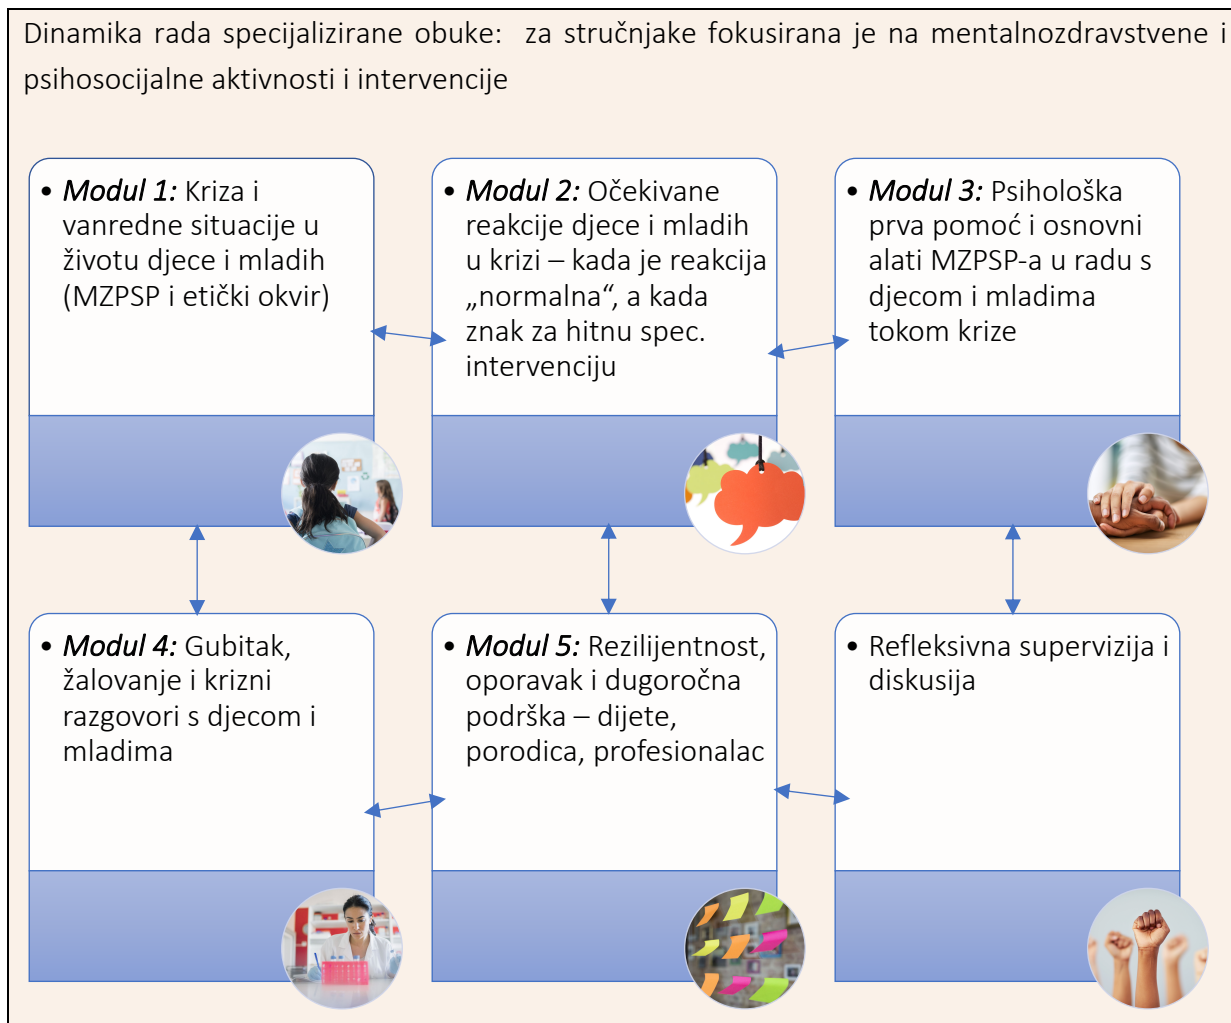 Dinamika rada specijalizirane obuke:  za stručnjake fokusirana je na mentalnozdravstvene i
psihosocijalne aktivnosti i intervencije
• Modul 1: Kriza i
vanredne situacije u
životu djece i mladih
(MZPSP i etički okvir)
• Modul 2: Očekivane
reakcije djece i mladih
u krizi – kada je reakcija
„normalna“, a kada
znak za hitnu spec.
intervenciju
• Modul 3: Psihološka
prva pomoć i osnovni
alati MZPSP-a u radu s
djecom i mladima
tokom krize
• Modul 4: Gubitak,
žalovanje i krizni
razgovori s djecom i
mladima
• Modul 5: Rezilijentnost,
oporavak i dugoročna
podrška – dijete,
porodica, profesionalac
• Refleksivna supervizija i
diskusija